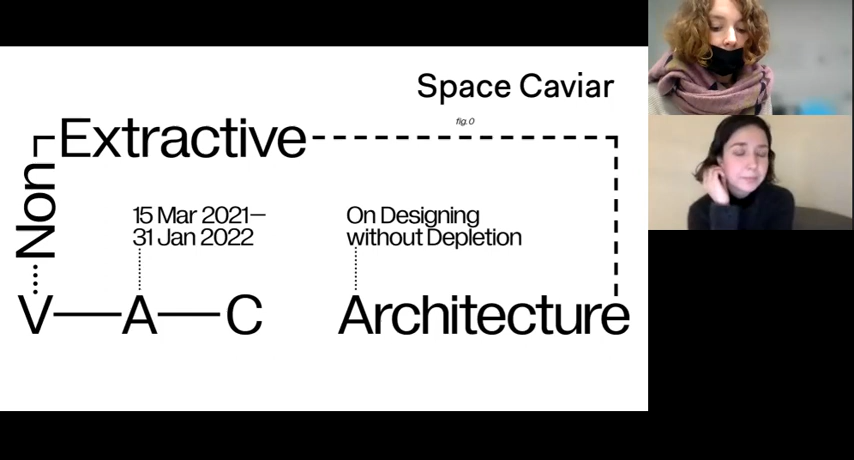 Space Caviar
fig. 0
Extractive
Non
15 Mar 2021—
31 Jan 2022
On Designing
without Depletion
V—A—C
Architecture